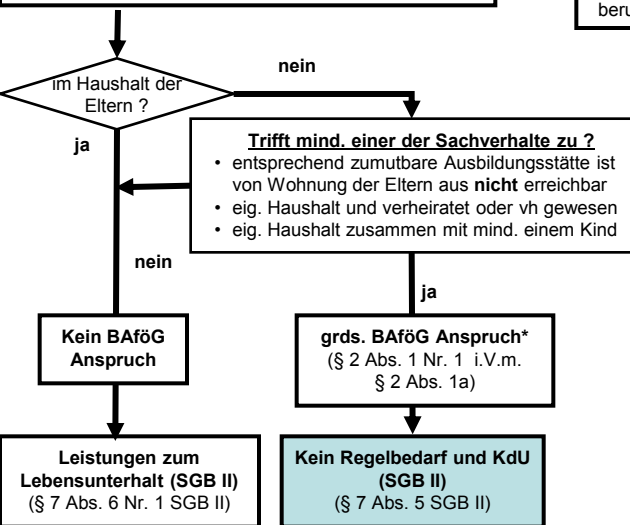 beru
im Haushalt der
Eltern ?
nein
ja
Trifft mind. einer der Sachverhalte zu ?
• entsprechend zumutbare Ausbildungsstätte ist
von Wohnung der Eltern aus nicht erreichbar
• eig. Haushalt und verheiratet oder vh gewesen
• eig. Haushalt zusammen mit mind. einem Kind
nein
ja
Kein BAföG
Anspruch
grds. BAföG Anspruch*
(§ 2 Abs. 1 Nr. 1 i.V.m.
§ 2 Abs. 1a)
Leistungen zum
Lebensunterhalt (SGB II)
(§ 7 Abs. 6 Nr. 1 SGB II)
Kein Regelbedarf und KdU
(SGB II)
(§ 7 Abs. 5 SGB II)